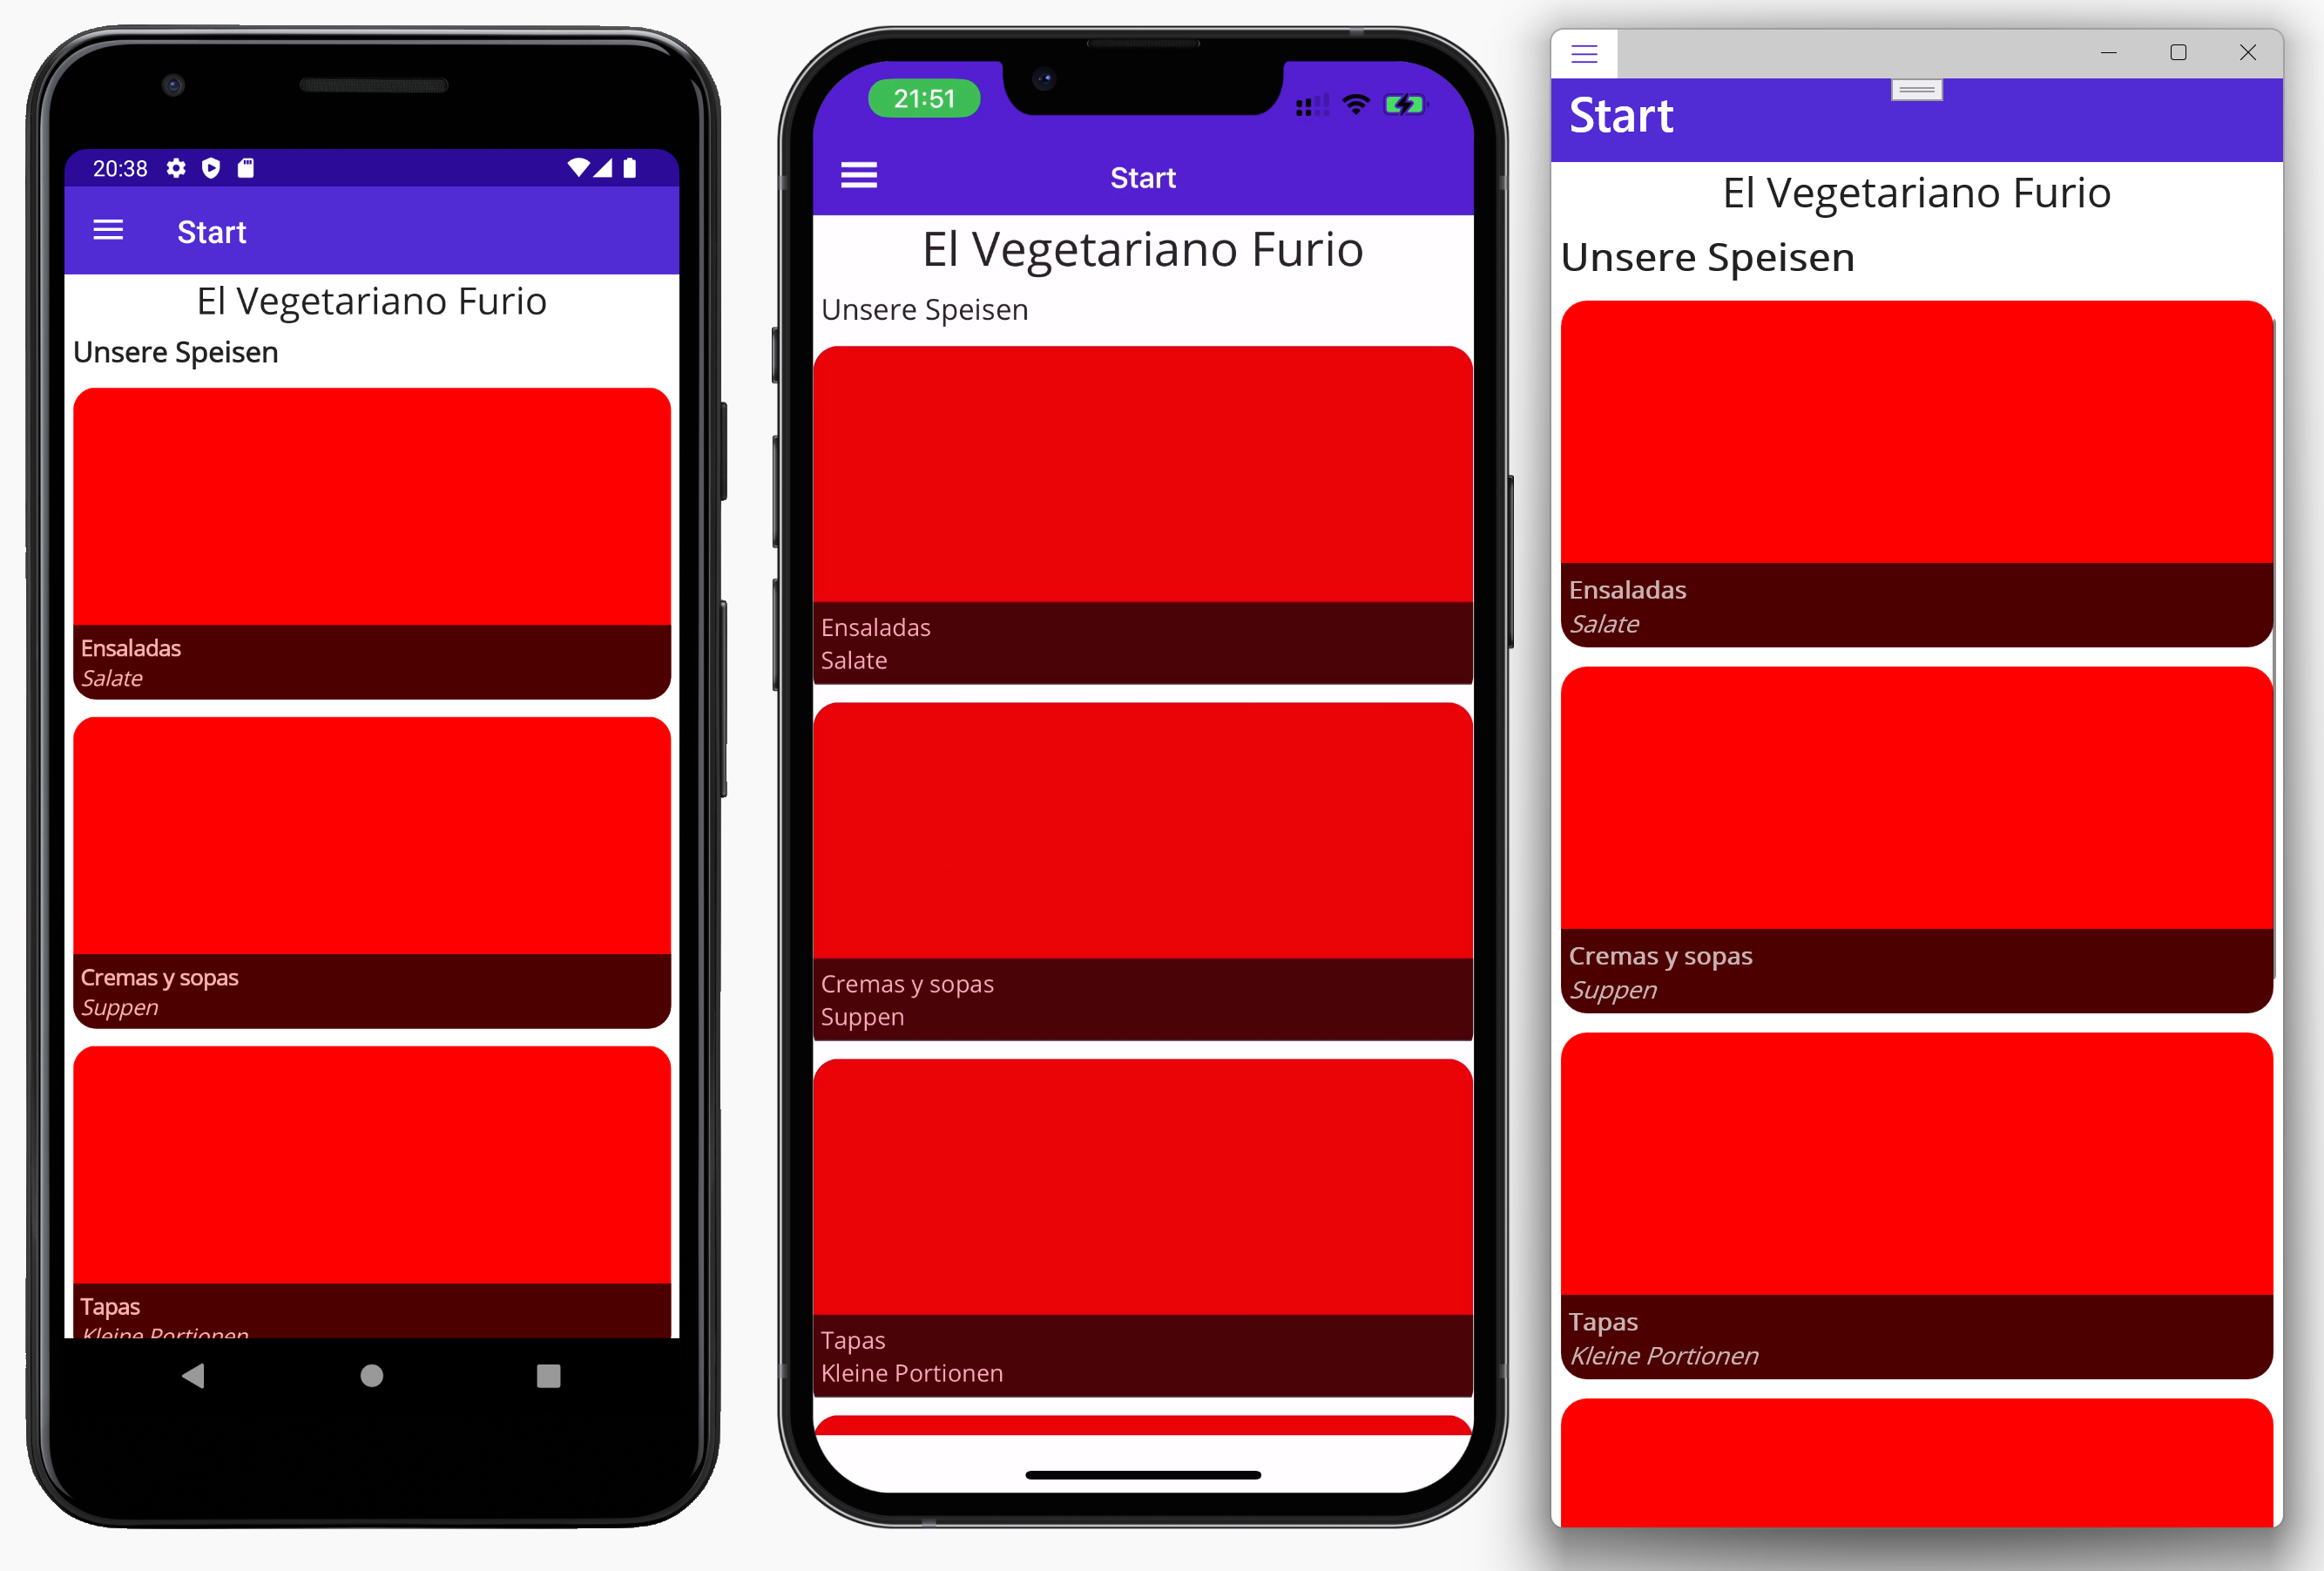 20:38
Start
El Vegetariano Furio
Unsere Speisen
Ensaladas
Salate
Cremas y sopas
Suppen
Tapas
Kleine Portionen
21:51
Start
El Vegetariano Furio
Unsere Speisen
Ensaladas
Salate
Cremas y sopas
Suppen
Tapas
Kleine Portionen
Start
El Vegetariano Furio
Unsere Speisen
Ensaladas
Salate
Cremas y sopas
Suppen
Tapas
Kleine Portionen